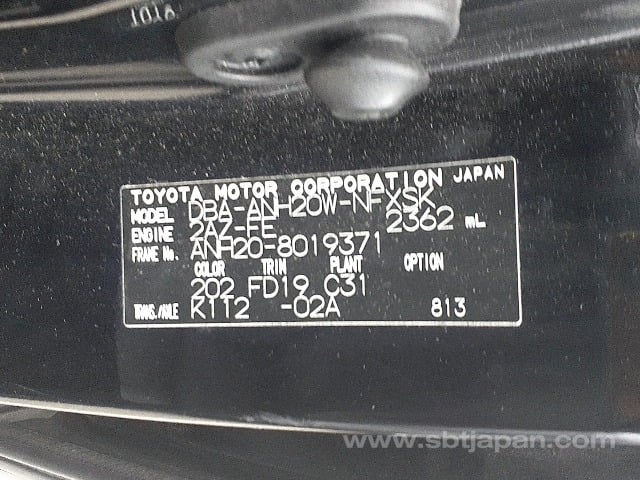 TOYOTA MOTOR CORPORATION JAPAN
MODEL DBA-ANH20W-NFXSK
ENGINE 2AZ-FE 2362 mL
FRAME No. ANH20-8019371
COLOR TRIM PLANT OPTION
202 FD19 C31
TRANS./AXLE K112 -02A 813
www.sbtjapan.com